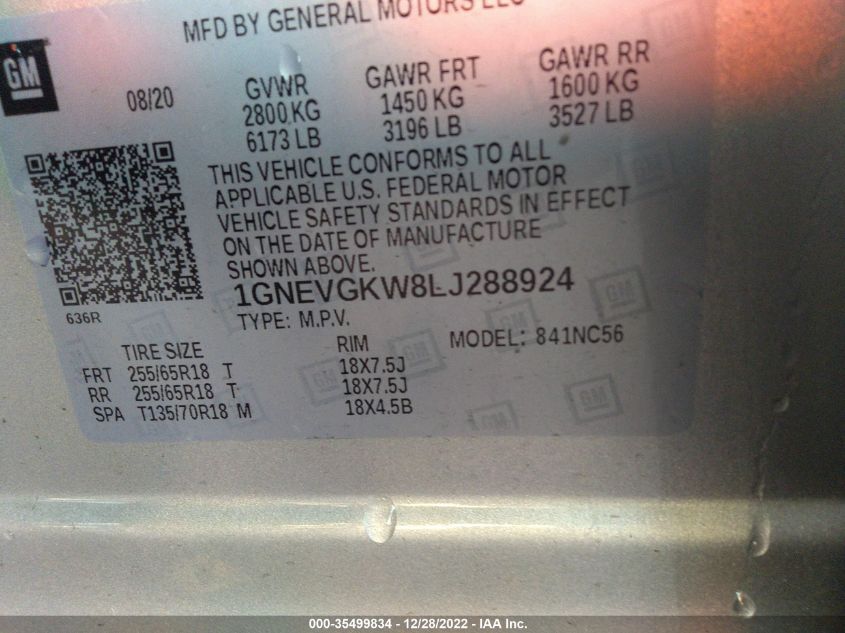 MFD BY GENERAL MOTORS LLC
GM
08/20
GVWR
2800 KG
6173 LB
GAWR FRT
1450 KG
3196 LB
GAWR RR
1600 KG
3527 LB
THIS VEHICLE CONFORMS TO ALL
APPLICABLE U.S. FEDERAL MOTOR
VEHICLE SAFETY STANDARDS IN EFFECT
ON THE DATE OF MANUFACTURE
SHOWN ABOVE.
1GNEVGKW8LJ288924
636R
TYPE: M.P.V.
MODEL: 841NC56
TIRE SIZE RIM
FRT 255/65R18 T 18X7.5J
RR 255/65R18 T 18X7.5J
SPA T135/70R18 M 18X4.5B
000-35499834 - 12/28/2022 - IAA Inc.